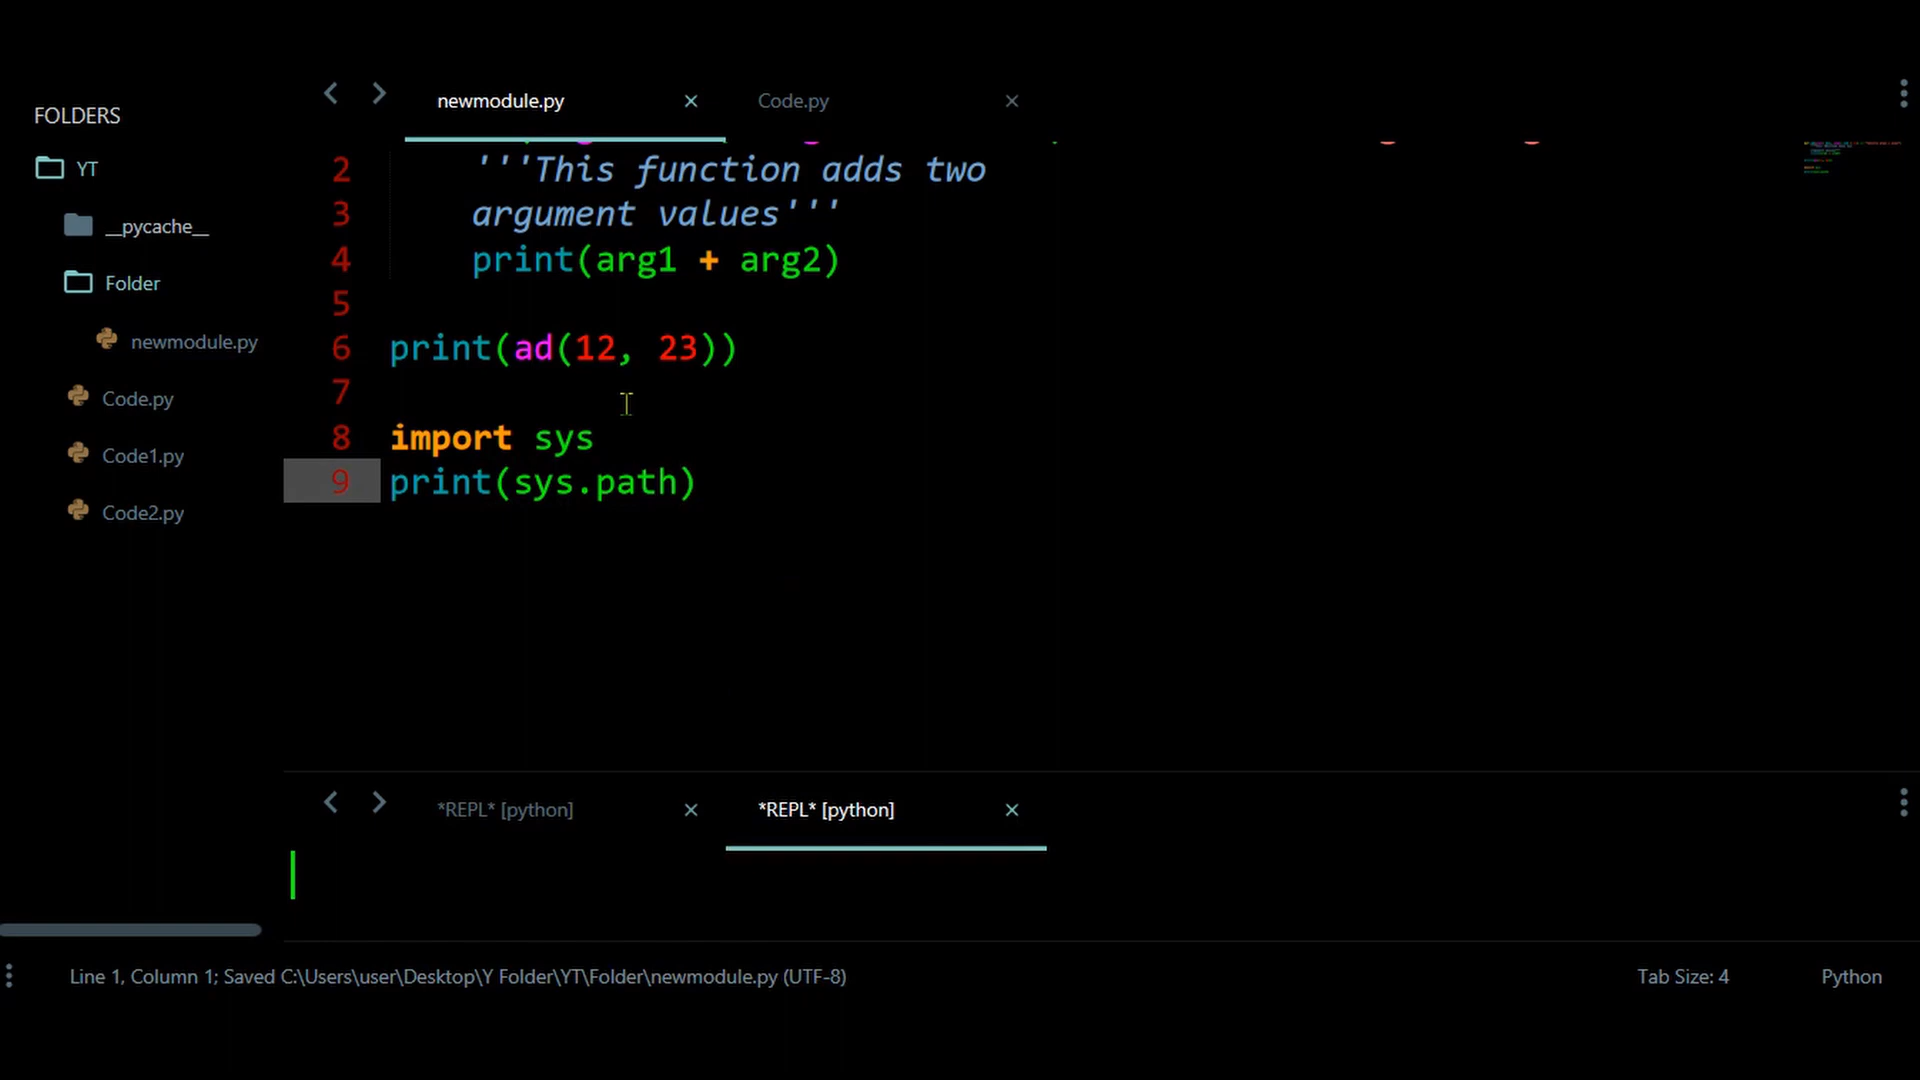 FOLDERS
YT
__pycache__
Folder
newmodule.py
Code.py
Code1.py
Code2.py
newmodule.py
Code.py
2 '''This function adds two
3 argument values'''
4 print(arg1 + arg2)
5
6 print(ad(12, 23))
7
8 import sys
9 print(sys.path)
*REPL* [python]
*REPL* [python]
Line 1, Column 1; Saved C:\Users\user\Desktop\Y Folder\YT\Folder\newmodule.py (UTF-8)
Tab Size: 4
Python